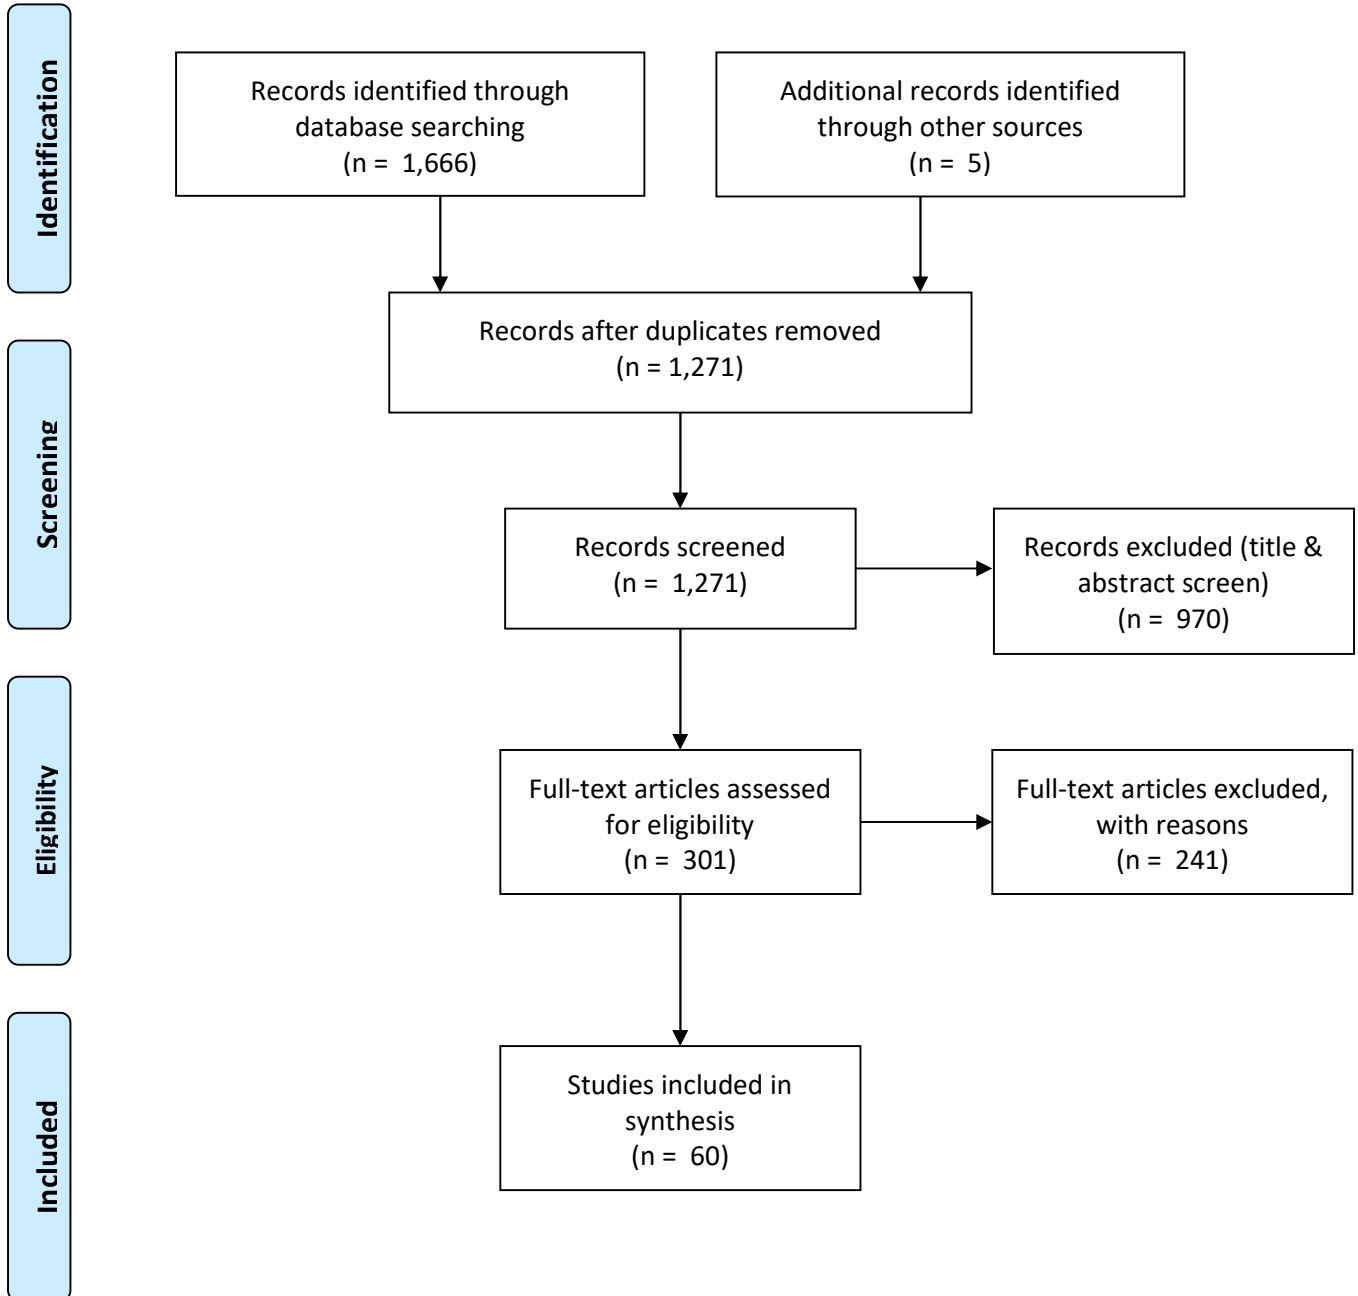 Identification
Records identified through
database searching
(n =  1,666)
Additional records identified
through other sources
(n =  5)
Records after duplicates removed
(n = 1,271)
Screening
Records screened
(n =  1,271)
Records excluded (title &
abstract screen)
(n =  970)
Eligibility
Full-text articles assessed
for eligibility
(n =  301)
Full-text articles excluded,
with reasons
(n =  241)
Included
Studies included in
synthesis
(n =  60)